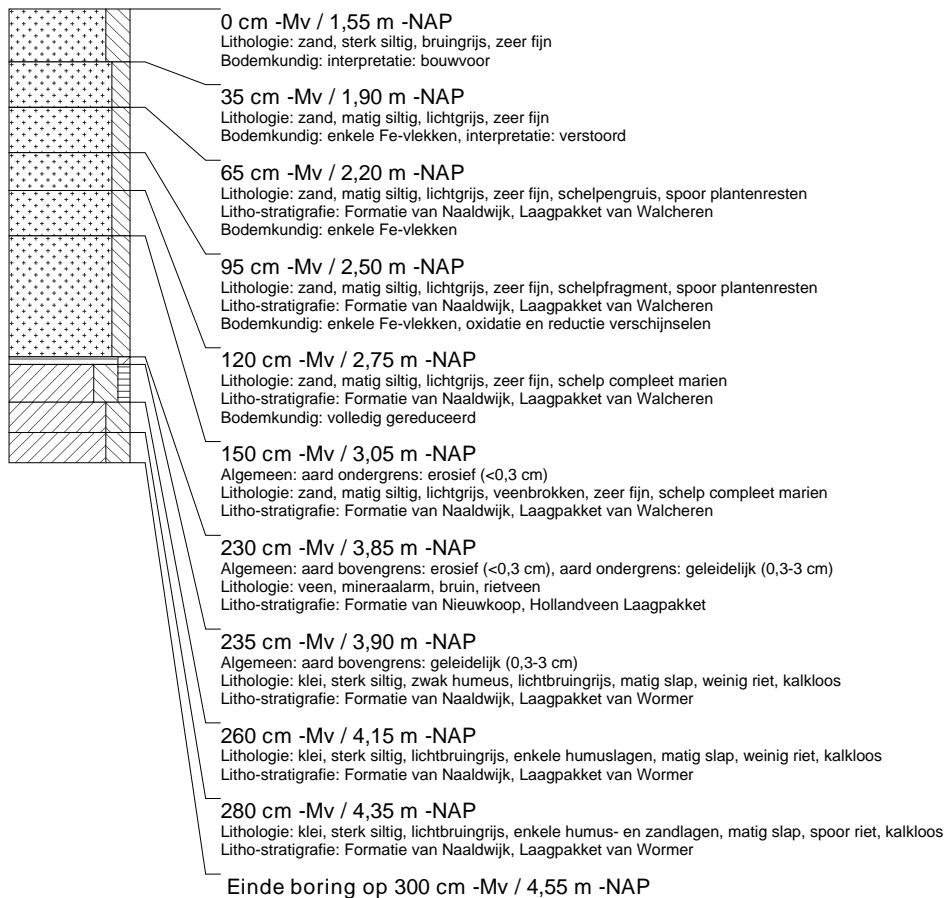 0 cm -Mv / 1,55 m -NAP
Lithologie: zand, sterk siltig, bruingrijs, zeer fijn
Bodemkundig: interpretatie: bouwvoor
35 cm -Mv / 1,90 m -NAP
Lithologie: zand, matig siltig, lichtgrijs, zeer fijn
Bodemkundig: enkele Fe-vlekken, interpretatie: verstoord
65 cm -Mv / 2,20 m -NAP
Lithologie: zand, matig siltig, lichtgrijs, zeer fijn, schelpengruis, spoor plantenresten
Litho-stratigrafie: Formatie van Naaldwijk, Laagpakket van Walcheren
Bodemkundig: enkele Fe-vlekken
95 cm -Mv / 2,50 m -NAP
Lithologie: zand, matig siltig, lichtgrijs, zeer fijn, schelpfragment, spoor plantenresten
Litho-stratigrafie: Formatie van Naaldwijk, Laagpakket van Walcheren
Bodemkundig: enkele Fe-vlekken, oxidatie en reductie verschijnselen
120 cm -Mv / 2,75 m -NAP
Lithologie: zand, matig siltig, lichtgrijs, zeer fijn, schelp compleet marien
Litho-stratigrafie: Formatie van Naaldwijk, Laagpakket van Walcheren
Bodemkundig: volledig gereduceerd
150 cm -Mv / 3,05 m -NAP
Algemeen: aard ondergrens: erosief (<0,3 cm)
Lithologie: zand, matig siltig, lichtgrijs, veenbrokken, zeer fijn, schelp compleet marien
Litho-stratigrafie: Formatie van Naaldwijk, Laagpakket van Walcheren
230 cm -Mv / 3,85 m -NAP
Algemeen: aard bovengrens: erosief (<0,3 cm), aard ondergrens: geleidelijk (0,3-3 cm)
Lithologie: veen, mineraalarm, bruin, rietveen
Litho-stratigrafie: Formatie van Nieuwkoop, Hollandveen Laagpakket
235 cm -Mv / 3,90 m -NAP
Algemeen: aard bovengrens: geleidelijk (0,3-3 cm)
Lithologie: klei, sterk siltig, zwak humeus, lichtbruingrijs, matig slap, weinig riet, kalkloos
Litho-stratigrafie: Formatie van Naaldwijk, Laagpakket van Wormer
260 cm -Mv / 4,15 m -NAP
Lithologie: klei, sterk siltig, lichtbruingrijs, enkele humuslagen, matig slap, weinig riet, kalkloos
Litho-stratigrafie: Formatie van Naaldwijk, Laagpakket van Wormer
280 cm -Mv / 4,35 m -NAP
Lithologie: klei, sterk siltig, lichtbruingrijs, enkele humus- en zandlagen, matig slap, spoor riet, kalkloos
Litho-stratigrafie: Formatie van Naaldwijk, Laagpakket van Wormer
Einde boring op 300 cm -Mv / 4,55 m -NAP